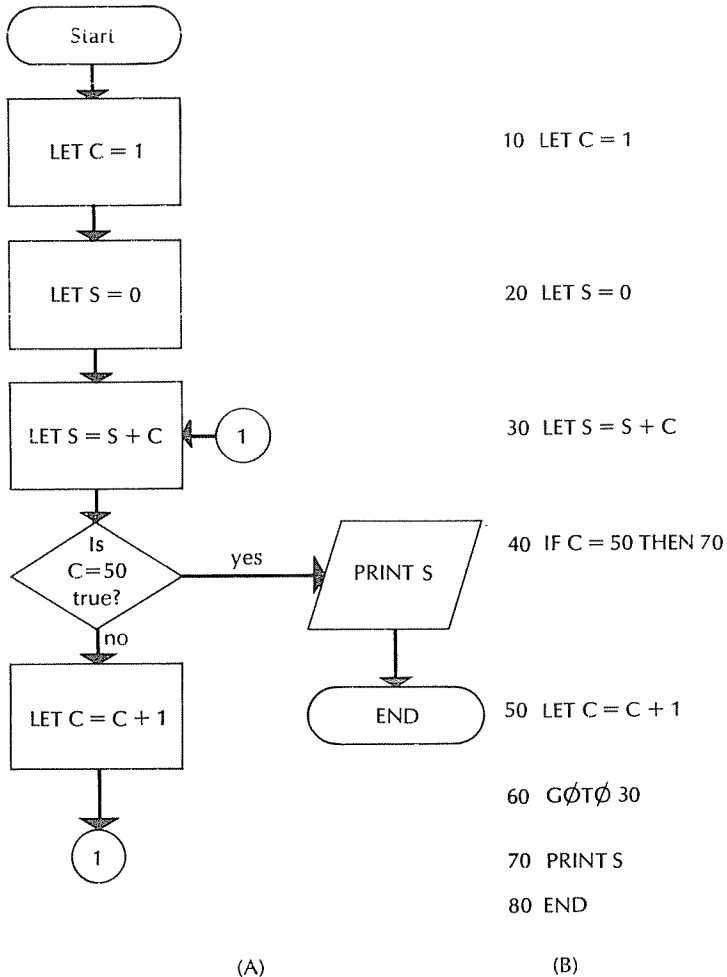 Start
LET C = 1
LET S = 0
LET S = S + C
1
Is
C=50
true?
yes
no
PRINT S
END
LET C = C + 1
1
(A)
10 LET C = 1
20 LET S = 0
30 LET S = S + C
40 IF C = 50 THEN 70
50 LET C = C + 1
60 GØTØ 30
70 PRINT S
80 END
(B)